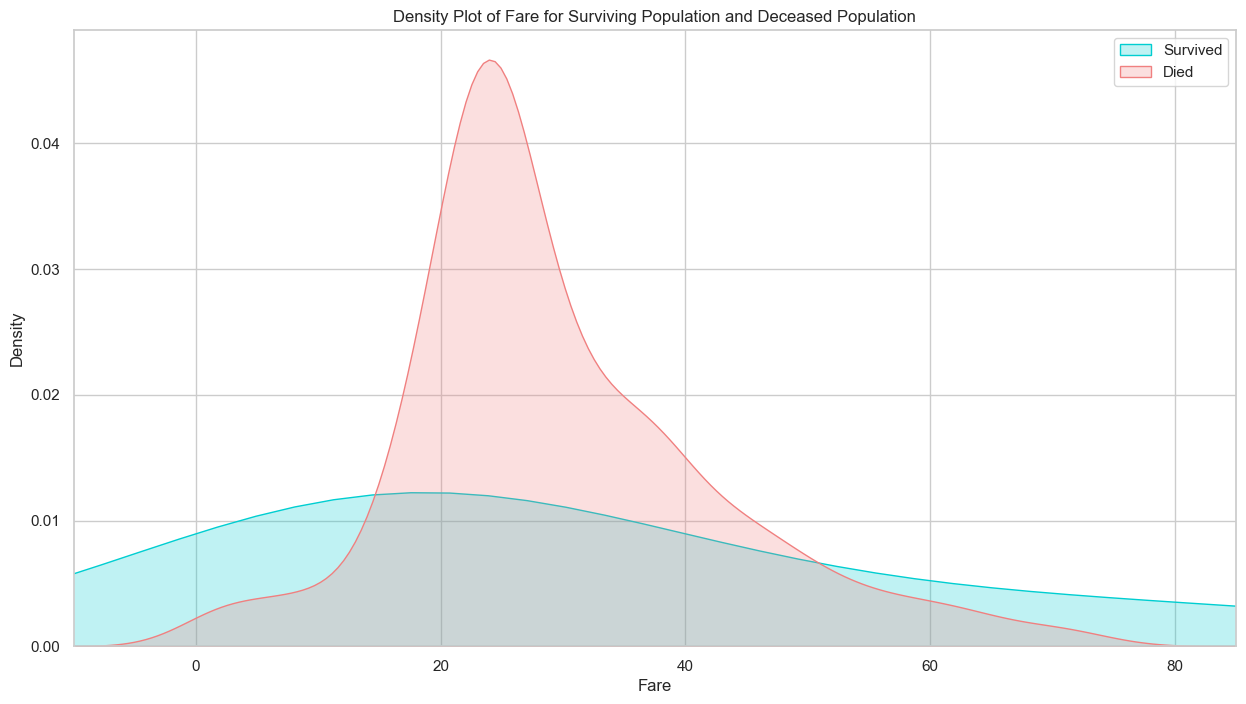 Density Plot of Fare for Surviving Population and Deceased Population
Survived
Died
0.04
0.03
0.02
0.01
0.00
Density
0 20 40 60 80
Fare